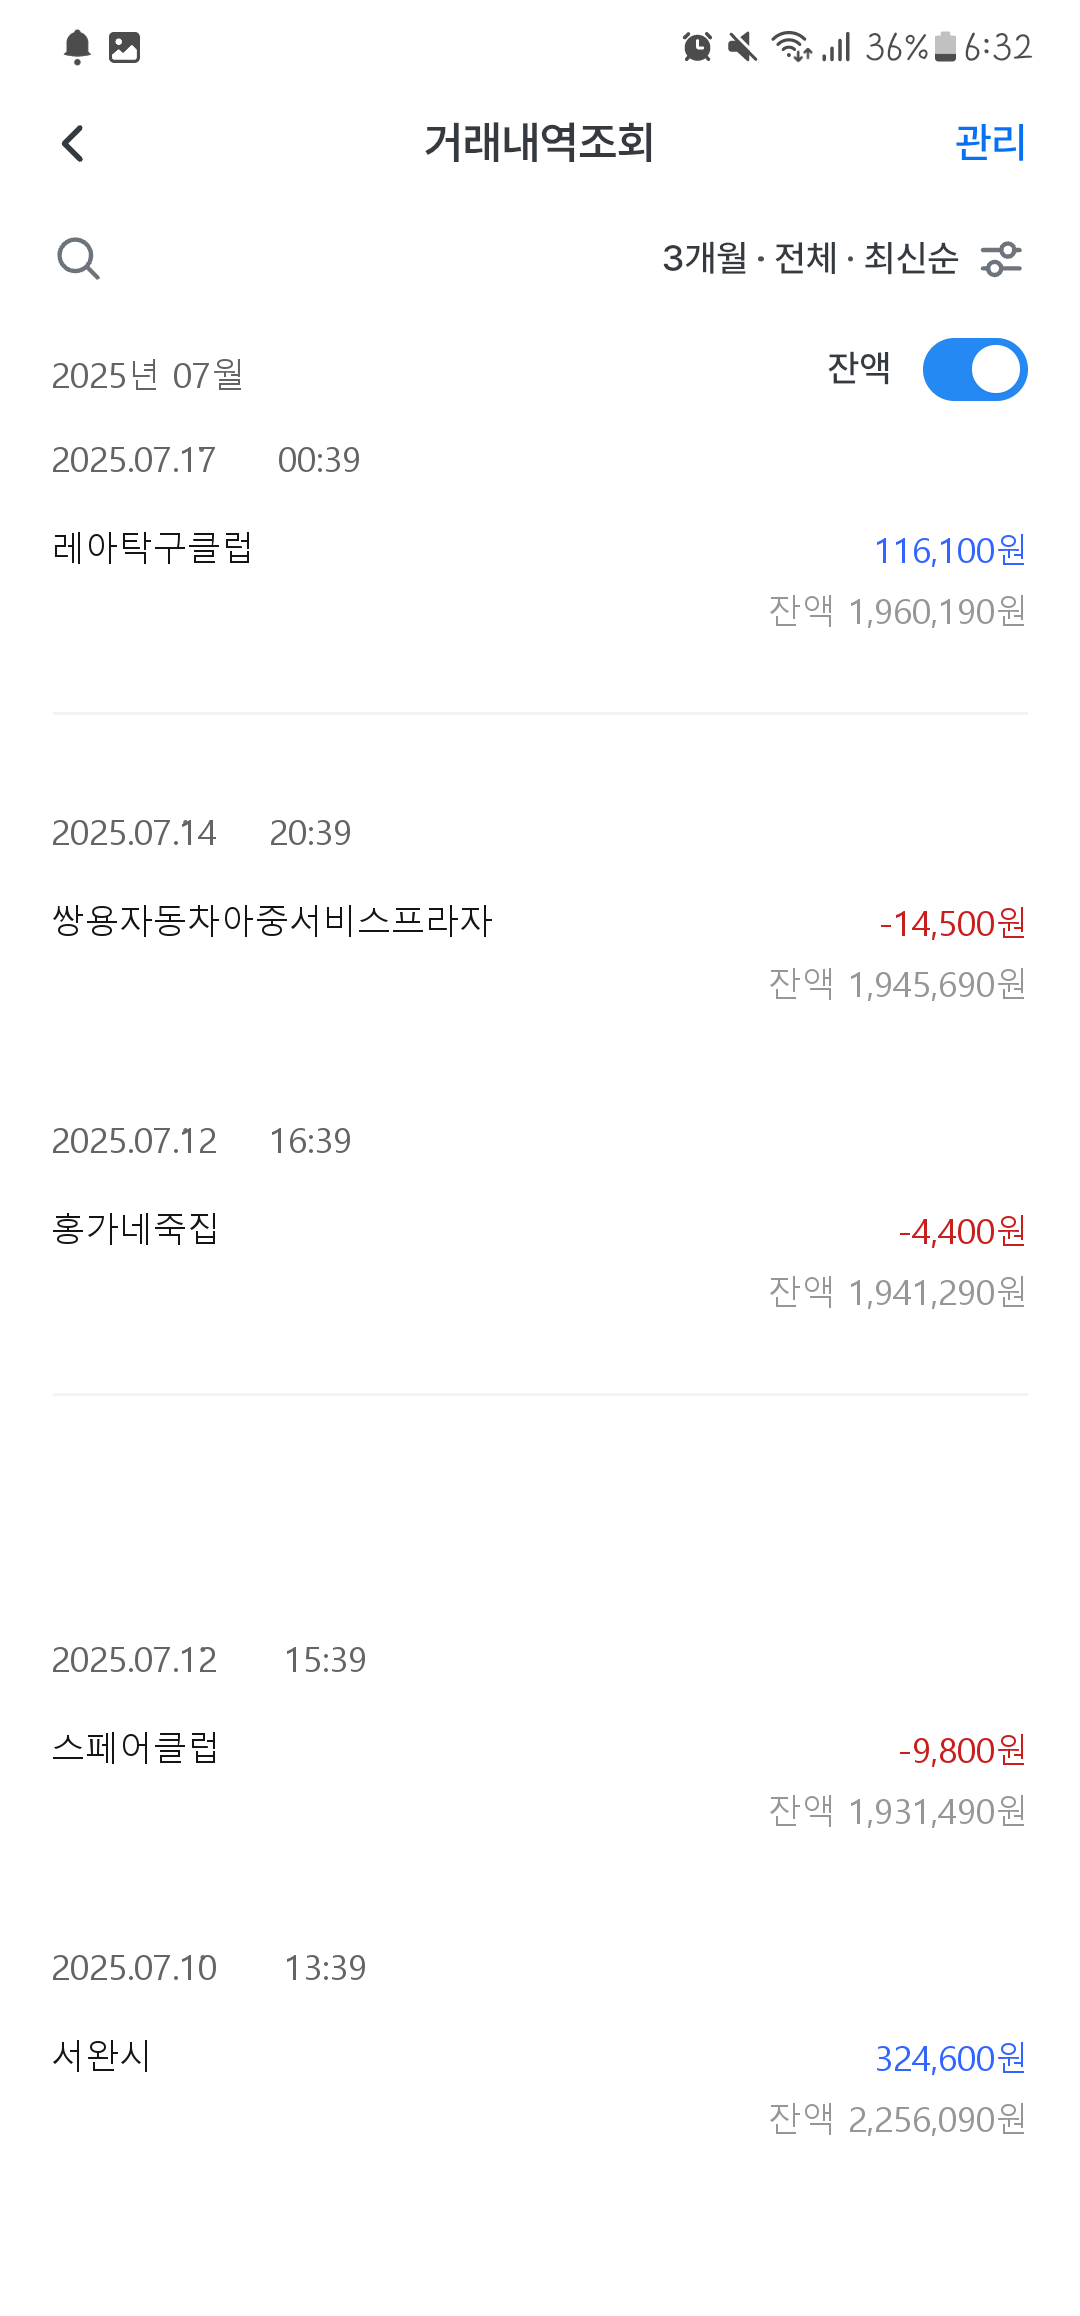 36% 6:32
거래내역조회 관리
3개월 · 전체 · 최신순
2025년 07월 잔액
2025.07.17 00:39
레아탁구클럽 116,100원
잔액 1,960,190원
2025.07.14 20:39
쌍용자동차아중서비스프라자 -14,500원
잔액 1,945,690원
2025.07.12 16:39
홍가네죽집 -4,400원
잔액 1,941,290원
2025.07.12 15:39
스페어클럽 -9,800원
잔액 1,931,490원
2025.07.10 13:39
서완시 324,600원
잔액 2,256,090원